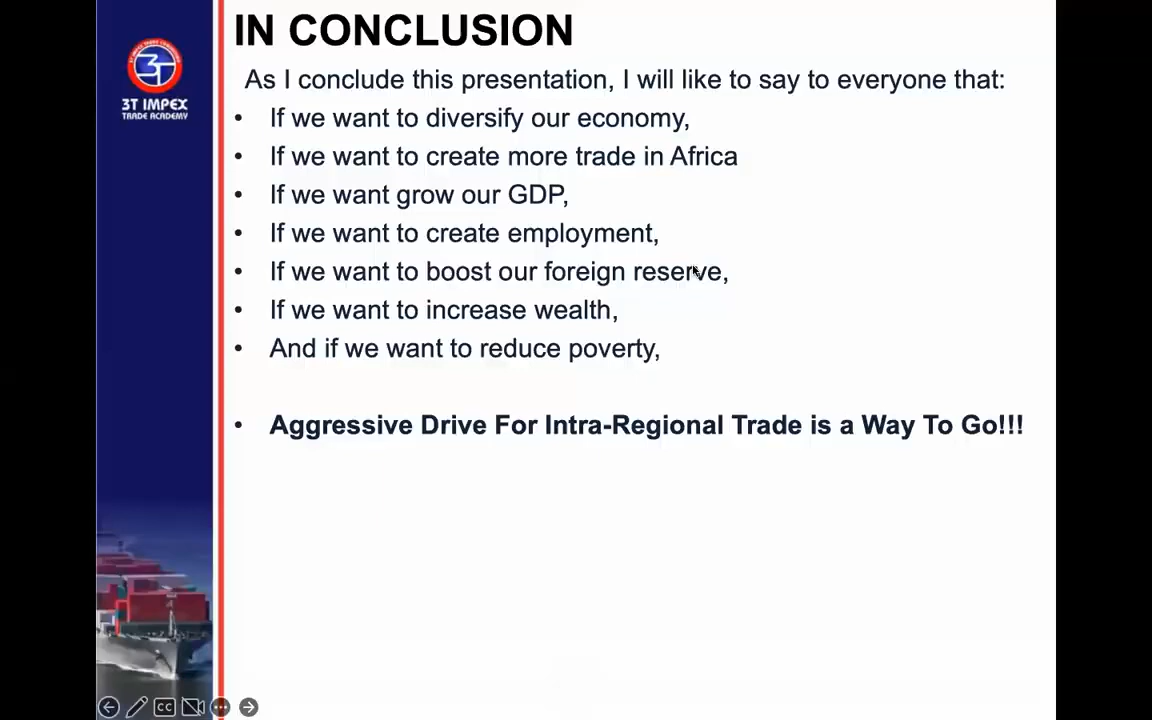 IN CONCLUSION
3T IMPEX
TRADE ACADEMY
As I conclude this presentation, I will like to say to everyone that:
• If we want to diversify our economy,
• If we want to create more trade in Africa
• If we want grow our GDP,
• If we want to create employment,
• If we want to boost our foreign reserve,
• If we want to increase wealth,
• And if we want to reduce poverty,
• Aggressive Drive For Intra-Regional Trade is a Way To Go!!!
CC